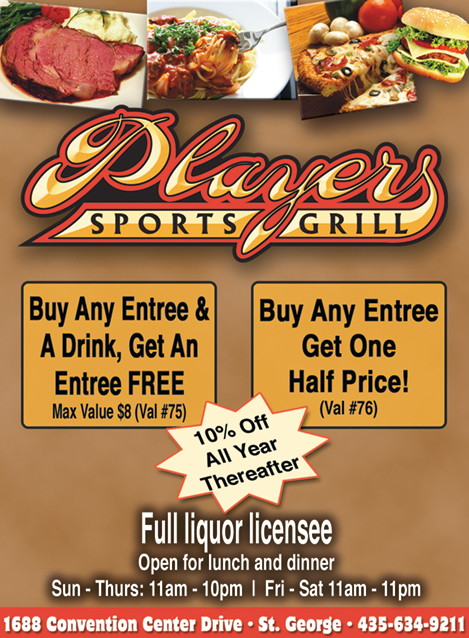 Players
SPORTS GRILL
Buy Any Entree &
A Drink, Get An
Entree FREE
Max Value $8 (Val #75)
Buy Any Entree
Get One
Half Price!
(Val #76)
10% Off
All Year
Thereafter
Full liquor licensee
Open for lunch and dinner
Sun - Thurs: 11am - 10pm | Fri - Sat 11am - 11pm
1688 Convention Center Drive • St. George • 435-634-9211